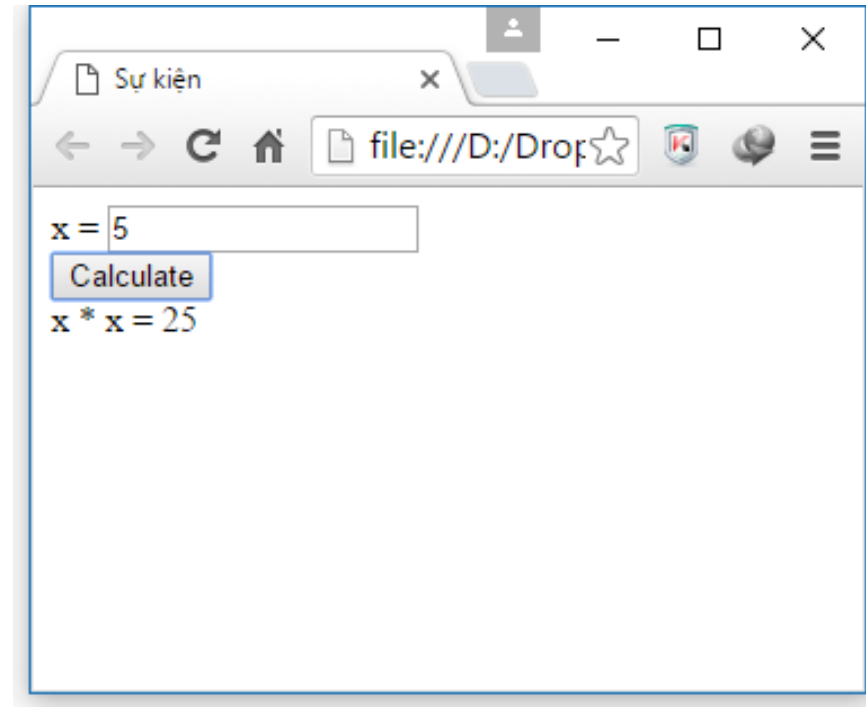 Sự kiện
file:///D:/Drop
x = 5
Calculate
x * x = 25